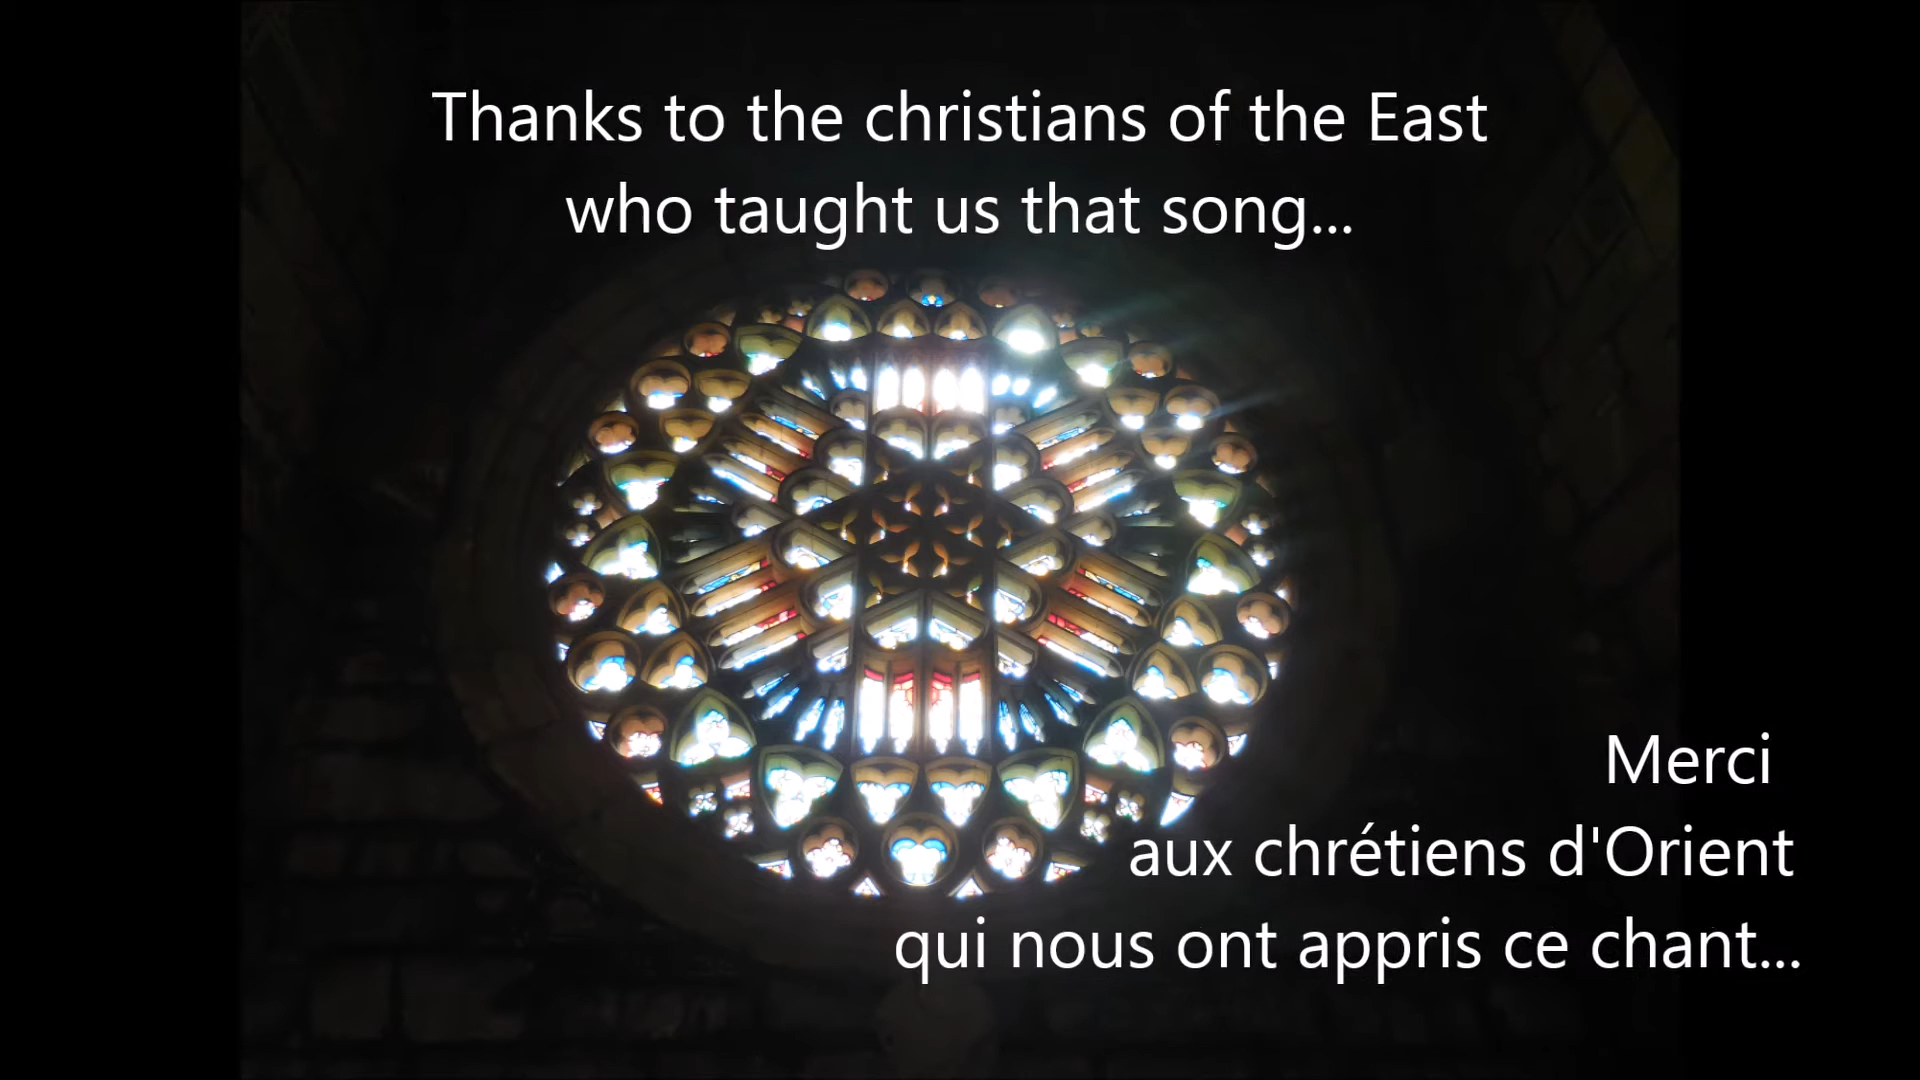 Thanks to the christians of the East
who taught us that song...
Merci
aux chrétiens d'Orient
qui nous ont appris ce chant...